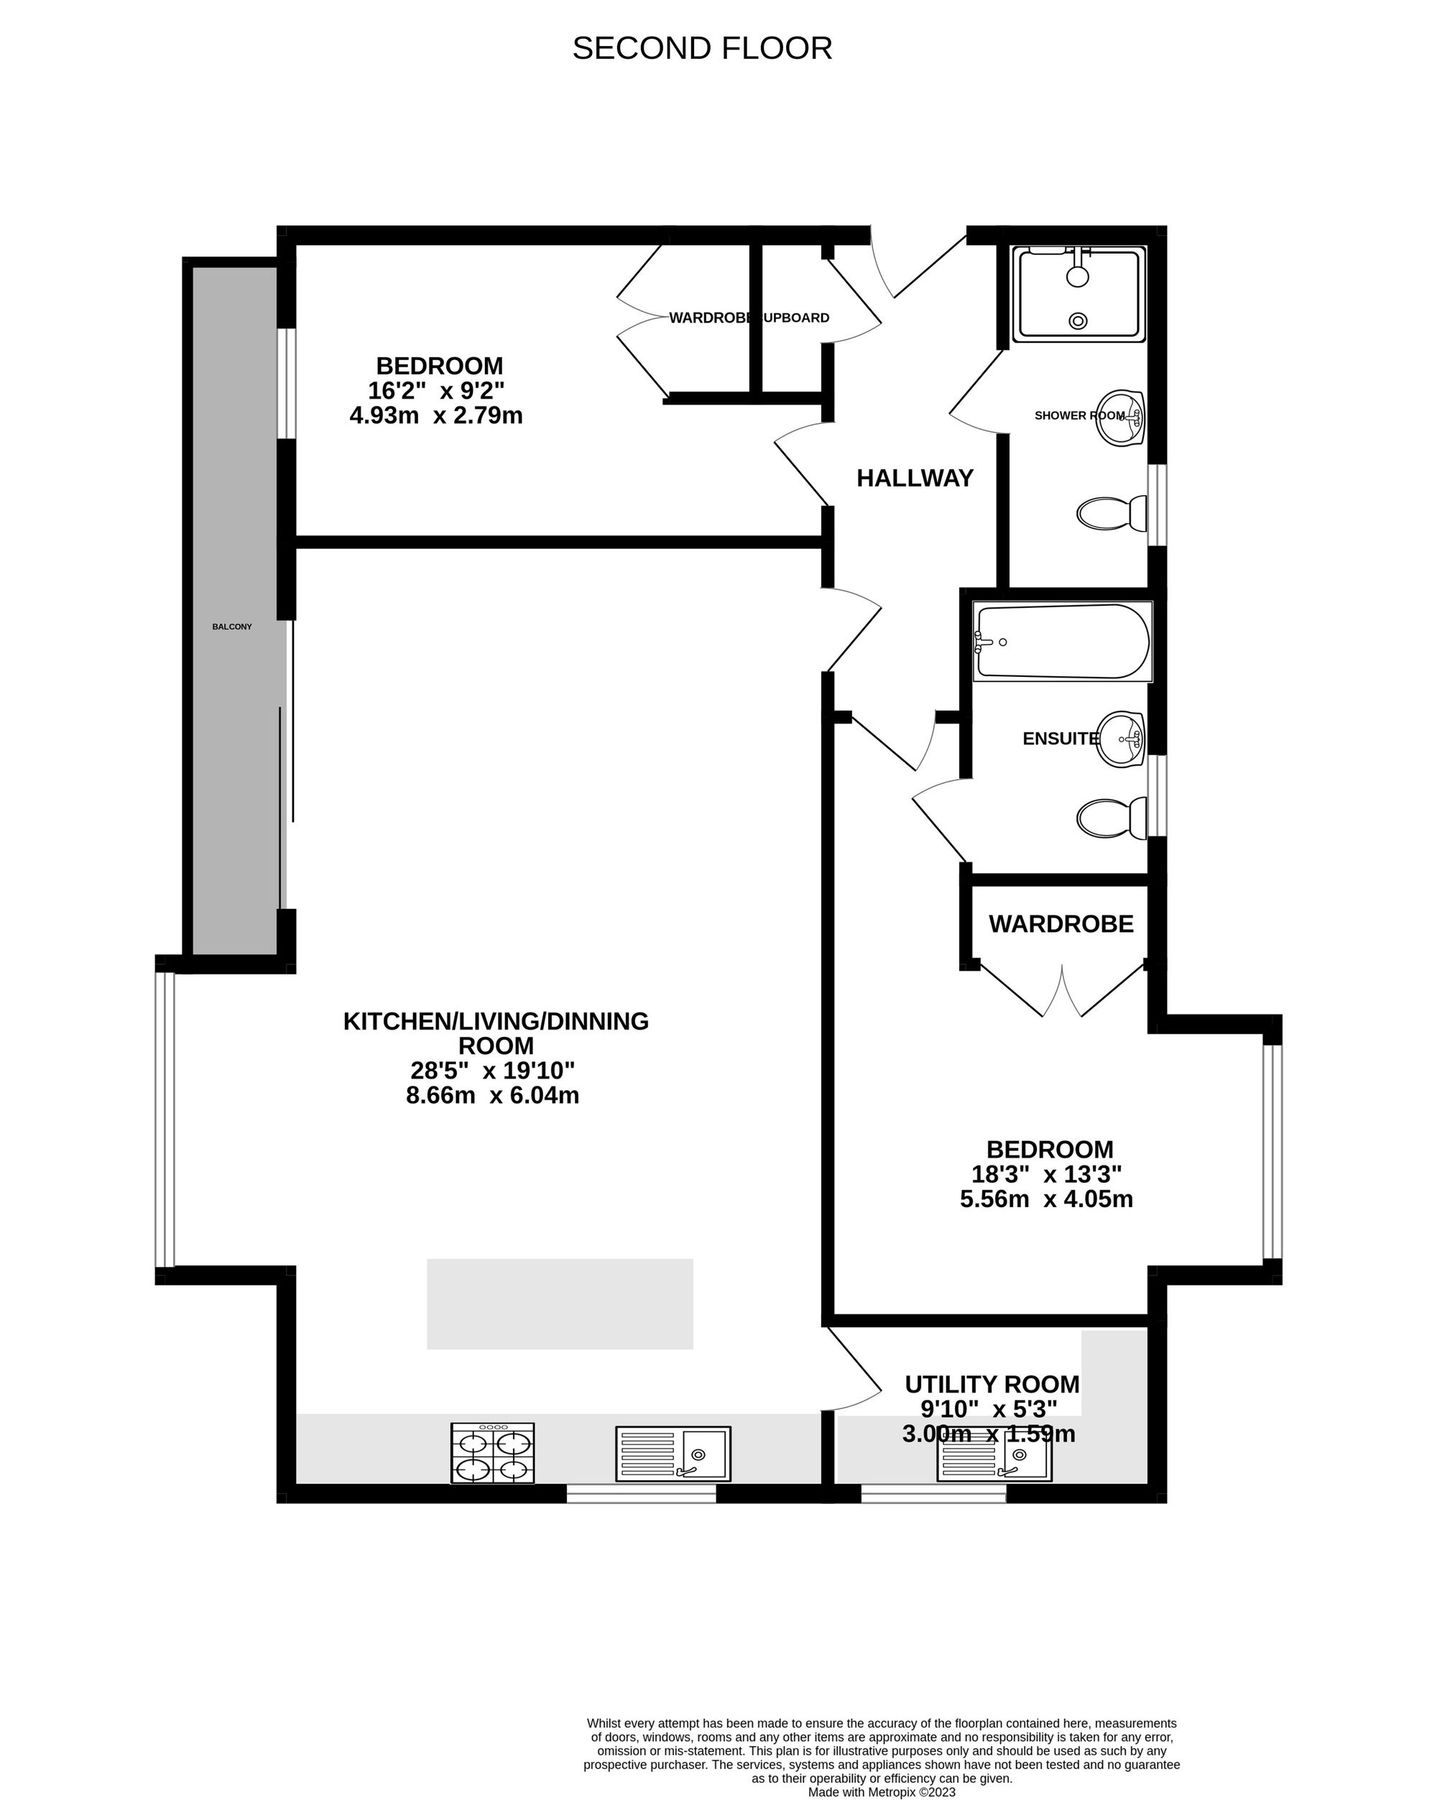 SECOND FLOOR
WARDROBE
CUPBOARD
BEDROOM
16'2" x 9'2"
4.93m x 2.79m
SHOWER ROOM
HALLWAY
BALCONY
ENSUITE
WARDROBE
KITCHEN/LIVING/DINNING
ROOM
28'5" x 19'10"
8.66m x 6.04m
BEDROOM
18'3" x 13'3"
5.56m x 4.05m
UTILITY ROOM
9'10" x 5'3"
3.00m x 1.59m
Whilst every attempt has been made to ensure the accuracy of the floorplan contained here, measurements
of doors, windows, rooms and any other items are approximate and no responsibility is taken for any error,
omission or mis-statement. This plan is for illustrative purposes only and should be used as such by any
prospective purchaser. The services, systems and appliances shown have not been tested and no guarantee
as to their operability or efficiency can be given.
Made with Metropix ©2023